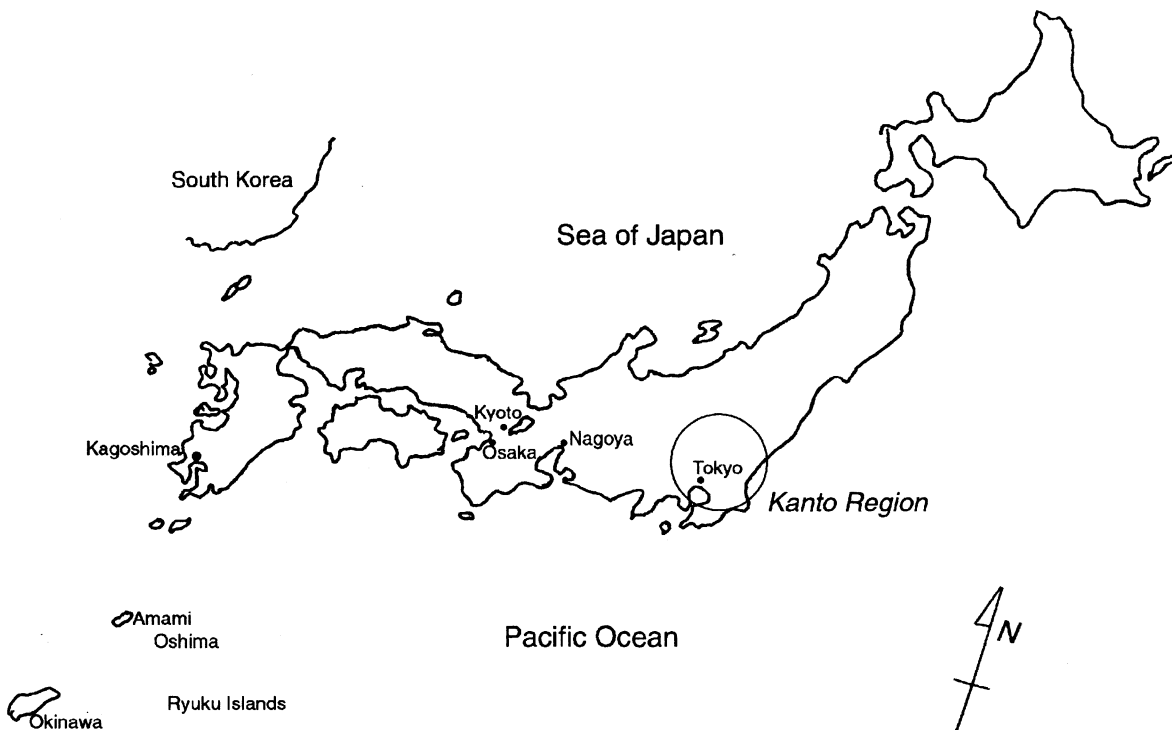 South Korea
Sea of Japan
Kyoto
Kagoshima
Osaka
Nagoya
Tokyo
Kanto Region
Amami
Oshima
Pacific Ocean
N
Ryuku Islands
Okinawa